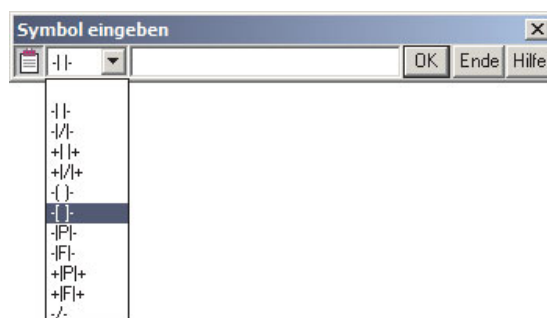 Symbol eingeben
-| |- OK Ende Hilfe
-| |-
-|/|-
+| |+
+|/|+
-( )-
-[ ]-
-|P|-
-|F|-
+|P|+
+|F|+
-/-